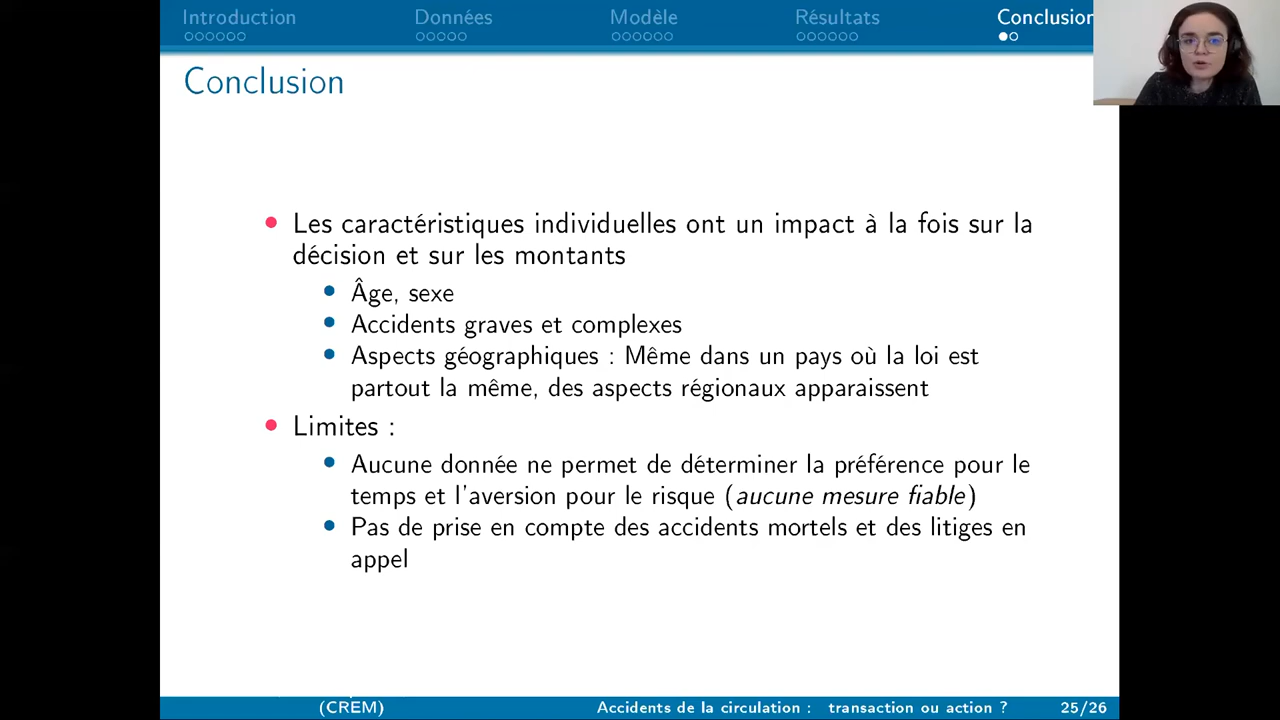 Introduction Données Modèle Résultats Conclusion
Conclusion
Les caractéristiques individuelles ont un impact à la fois sur la
décision et sur les montants
Âge, sexe
Accidents graves et complexes
Aspects géographiques : Même dans un pays où la loi est
partout la même, des aspects régionaux apparaissent
Limites :
Aucune donnée ne permet de déterminer la préférence pour le
temps et l'aversion pour le risque (aucune mesure fiable)
Pas de prise en compte des accidents mortels et des litiges en
appel
(CREM) Accidents de la circulation : transaction ou action ? 25/26